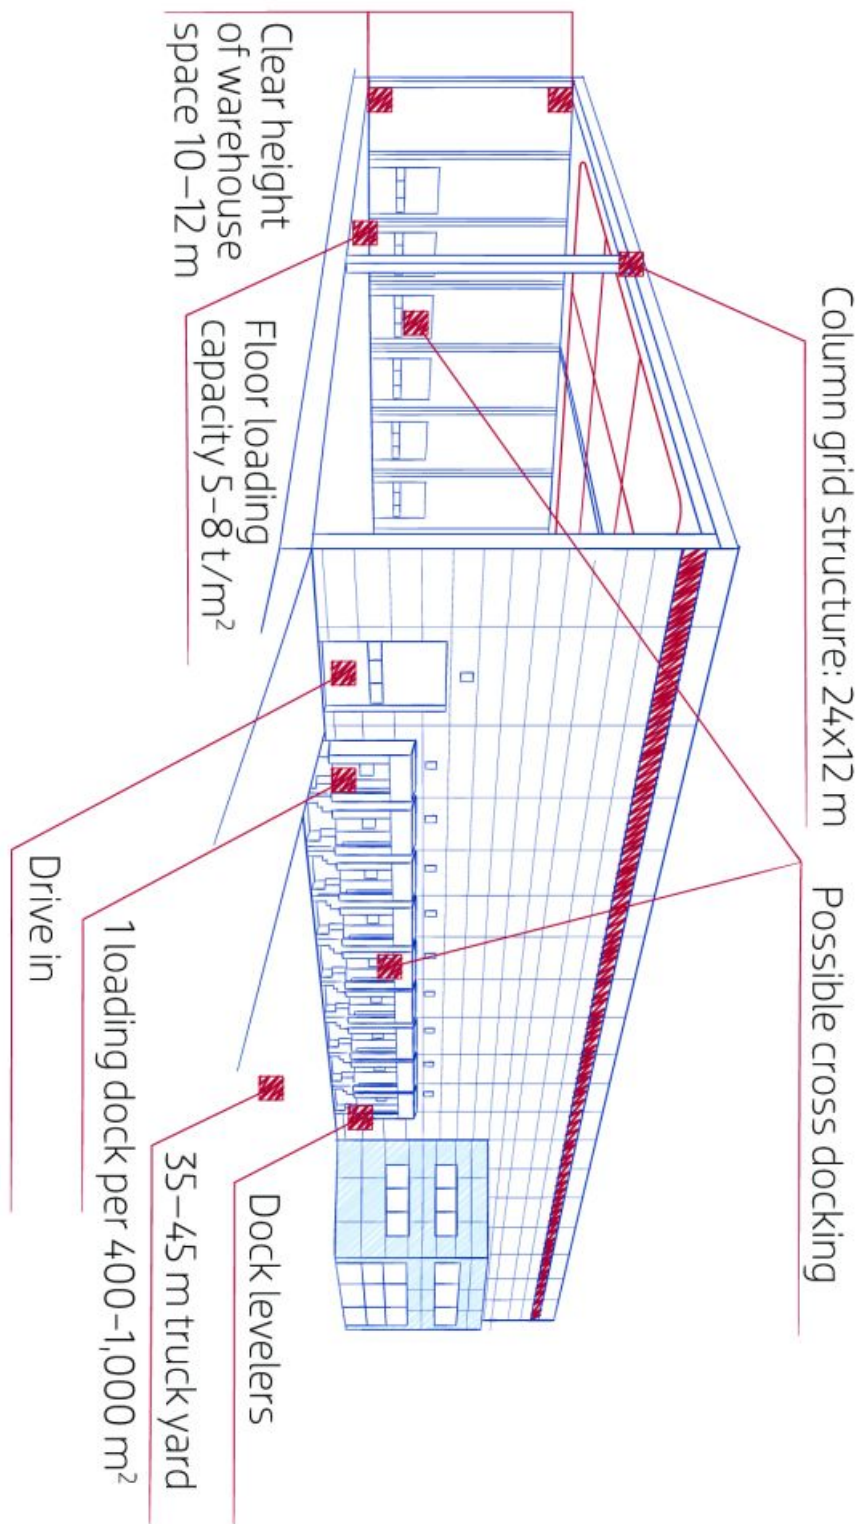 Column grid structure: 24x12 m
Possible cross docking
Clear height
of warehouse
space 10–12 m
Floor loading
capacity 5–8 t/m²
Dock levelers
35–45 m truck yard
1 loading dock per 400–1,000 m²
Drive in